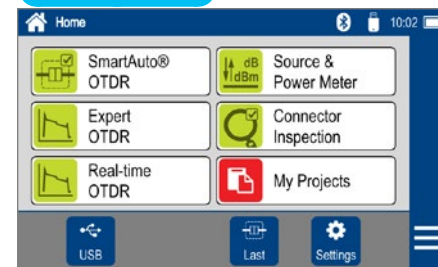 Home
10:02
SmartAuto®
OTDR
dB
dBm
Source &
Power Meter
Expert
OTDR
Connector
Inspection
Real-time
OTDR
My Projects
USB
Last
Settings